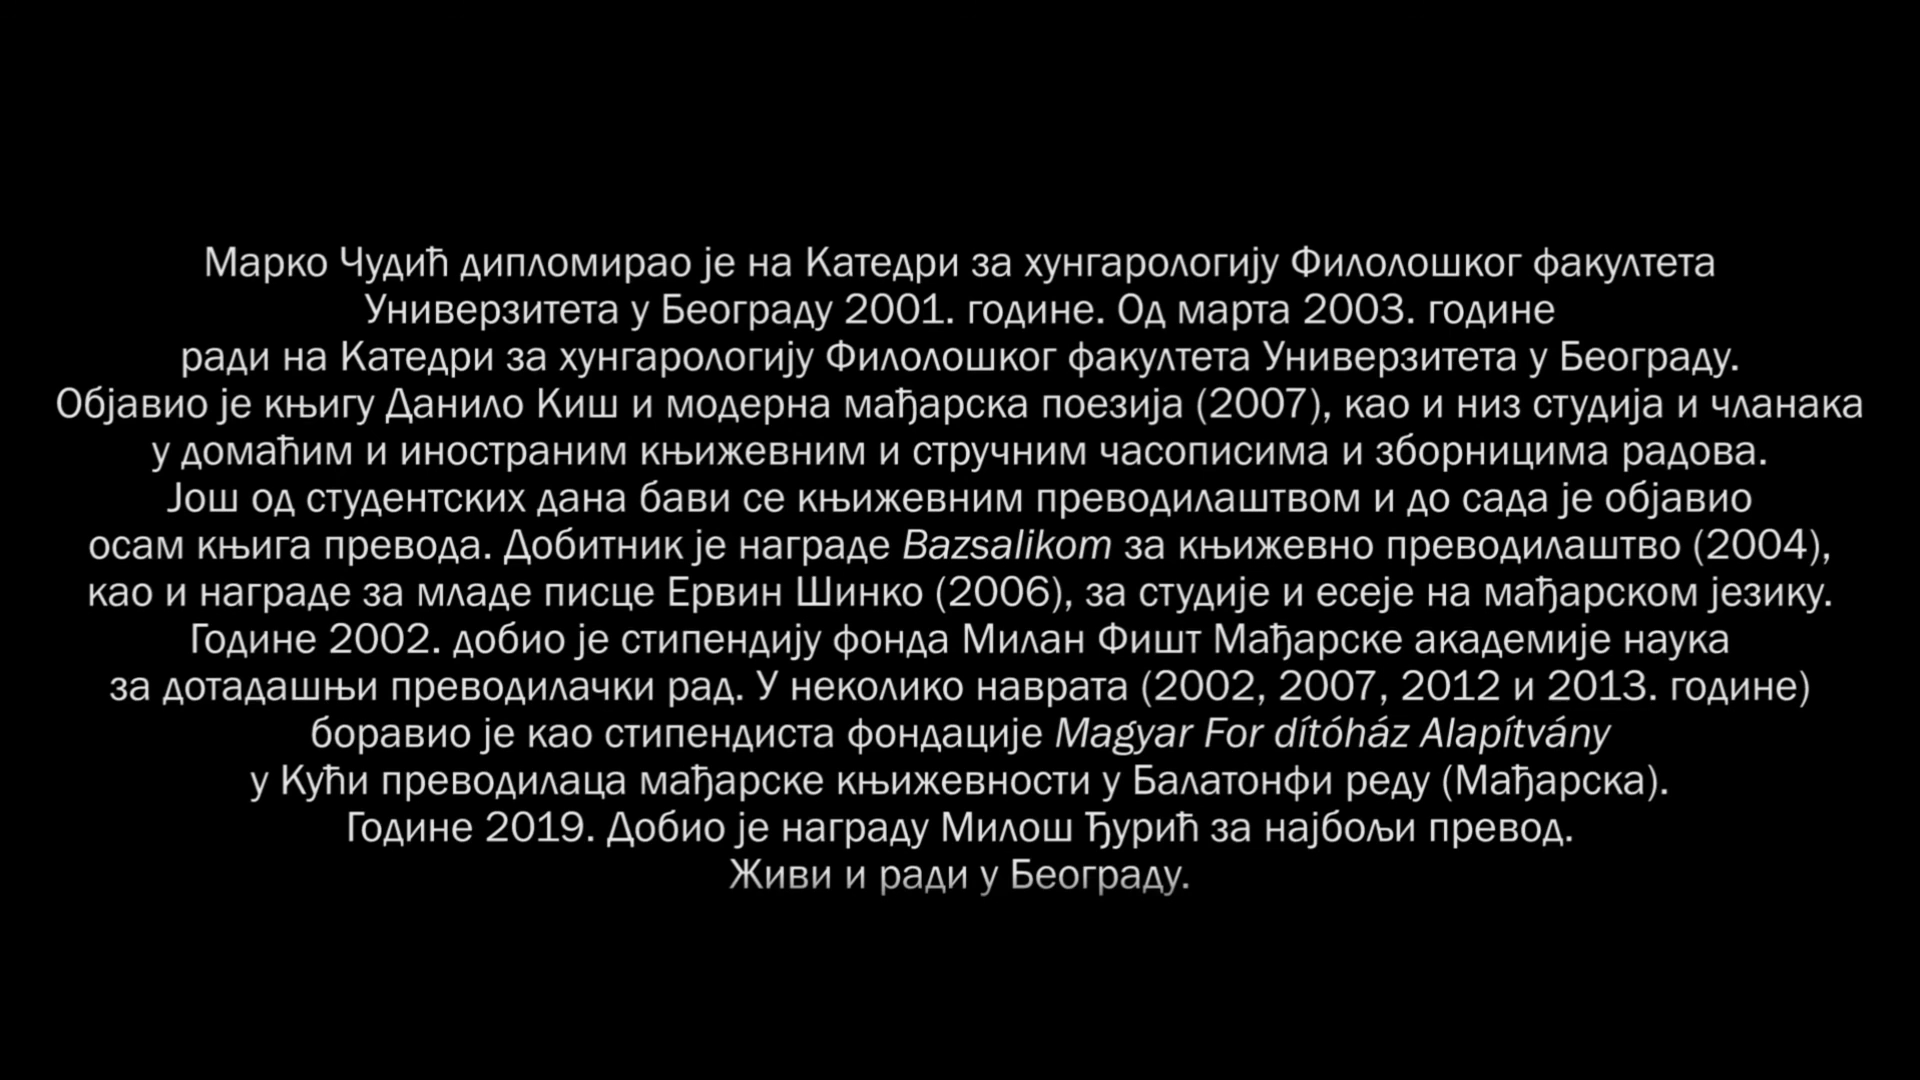 Марко Чудић дипломирао је на Катедри за хунгарологију Филолошког факултета
Универзитета у Београду 2001. године. Од марта 2003. године
ради на Катедри за хунгарологију Филолошког факултета Универзитета у Београду.
Објавио је књигу Данило Киш и модерна мађарска поезија (2007), као и низ студија и чланака
у домаћим и иностраним књижевним и стручним часописима и зборницима радова.
Још од студентских дана бави се књижевним преводилаштвом и до сада је објавио
осам књига превода. Добитник је награде Bazsalikom за књижевно преводилаштво (2004),
као и награде за младе писце Ервин Шинко (2006), за студије и есеје на мађарском језику.
Године 2002. добио је стипендију фонда Милан Фишт Мађарске академије наука
за дотадашњи преводилачки рад. У неколико наврата (2002, 2007, 2012 и 2013. године)
боравио је као стипендиста фондације Magyar For dítóház Alapítvány
у Кући преводилаца мађарске књижевности у Балатонфи реду (Мађарска).
Године 2019. Добио је награду Милош Ђурић за најбољи превод.
Живи и ради у Београду.